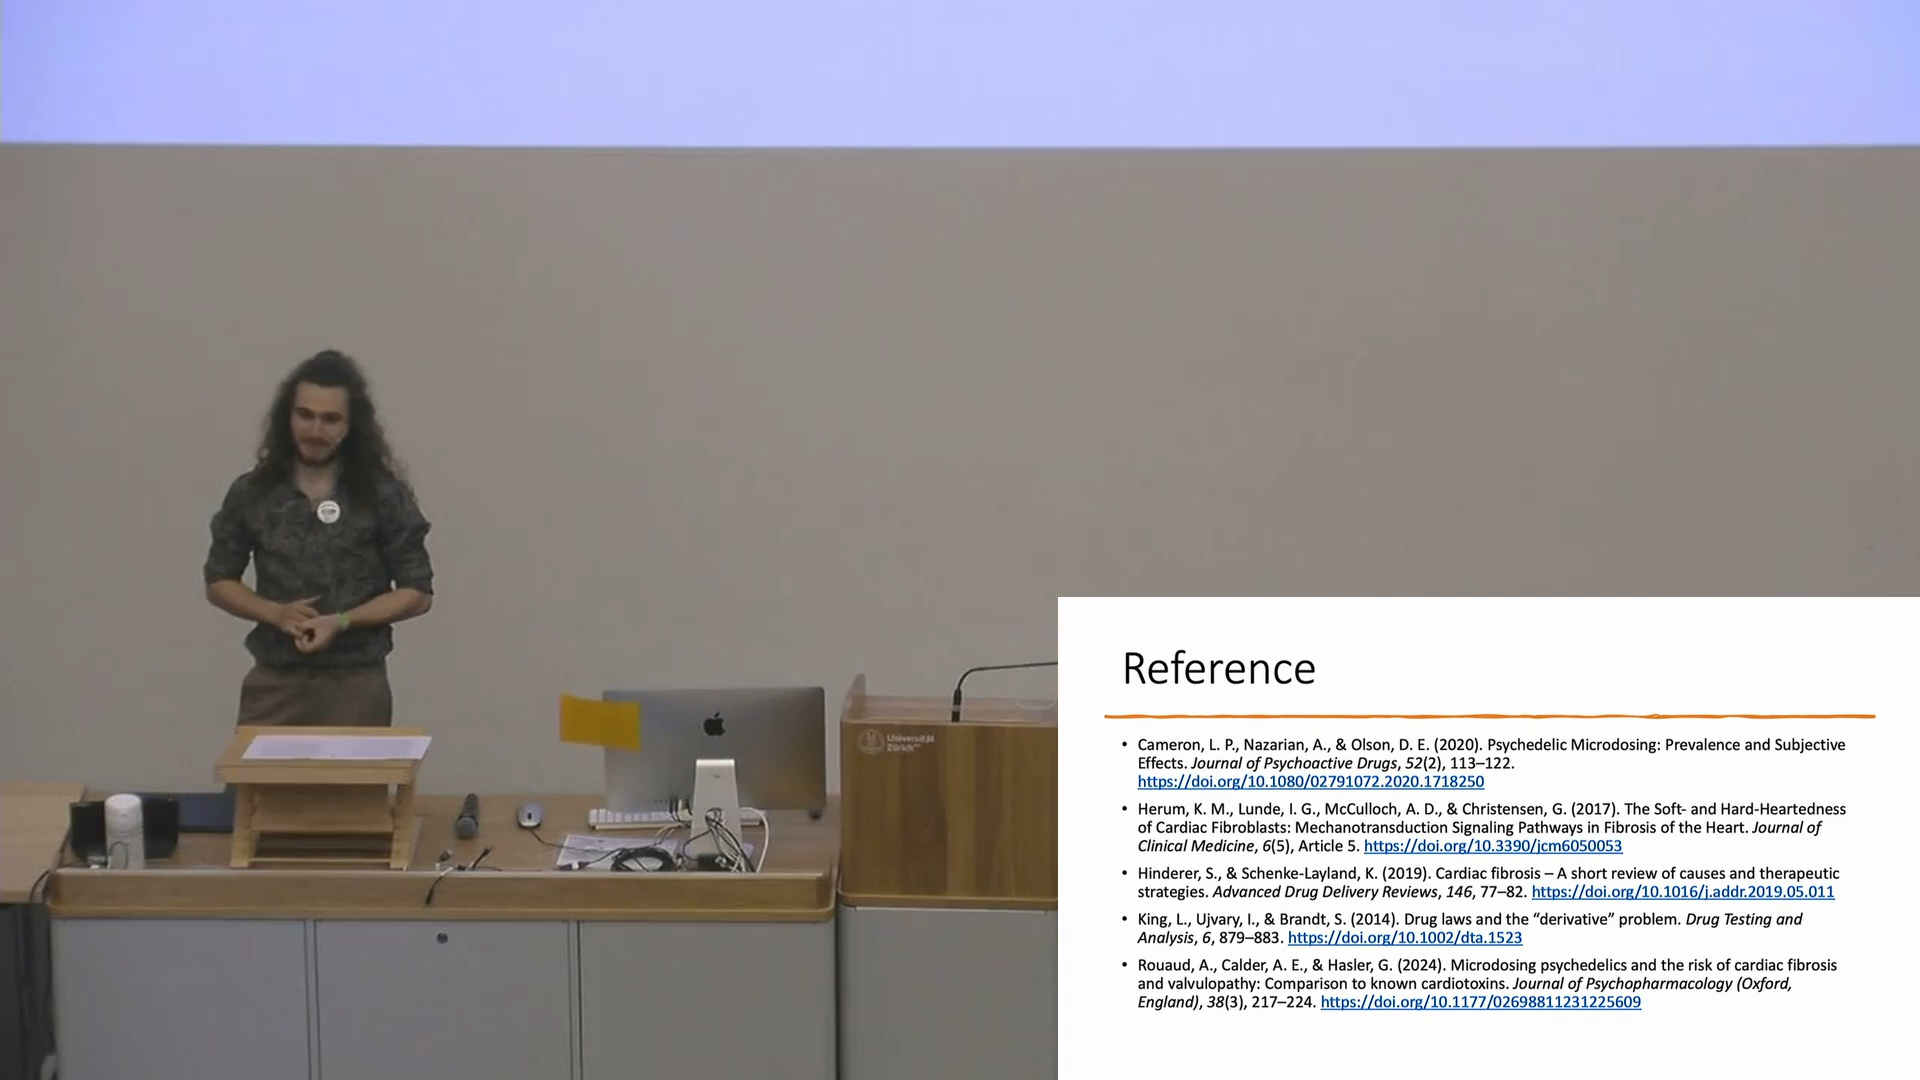 Universität
Zürich
Reference
• Cameron, L. P., Nazarian, A., & Olson, D. E. (2020). Psychedelic Microdosing: Prevalence and Subjective
Effects. Journal of Psychoactive Drugs, 52(2), 113–122.
https://doi.org/10.1080/02791072.2020.1718250
• Herum, K. M., Lunde, I. G., McCulloch, A. D., & Christensen, G. (2017). The Soft- and Hard-Heartedness
of Cardiac Fibroblasts: Mechanotransduction Signaling Pathways in Fibrosis of the Heart. Journal of
Clinical Medicine, 6(5), Article 5. https://doi.org/10.3390/jcm6050053
• Hinderer, S., & Schenke-Layland, K. (2019). Cardiac fibrosis – A short review of causes and therapeutic
strategies. Advanced Drug Delivery Reviews, 146, 77–82. https://doi.org/10.1016/j.addr.2019.05.011
• King, L., Ujvary, I., & Brandt, S. (2014). Drug laws and the “derivative” problem. Drug Testing and
Analysis, 6, 879–883. https://doi.org/10.1002/dta.1523
• Rouaud, A., Calder, A. E., & Hasler, G. (2024). Microdosing psychedelics and the risk of cardiac fibrosis
and valvulopathy: Comparison to known cardiotoxins. Journal of Psychopharmacology (Oxford,
England), 38(3), 217–224. https://doi.org/10.1177/02698811231225609